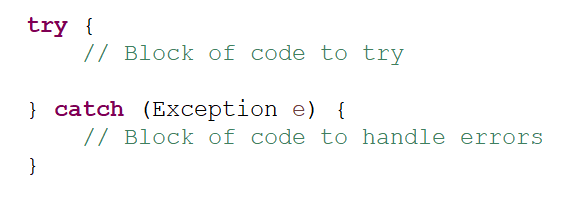 try {
    // Block of code to try
} catch (Exception e) {
    // Block of code to handle errors
}